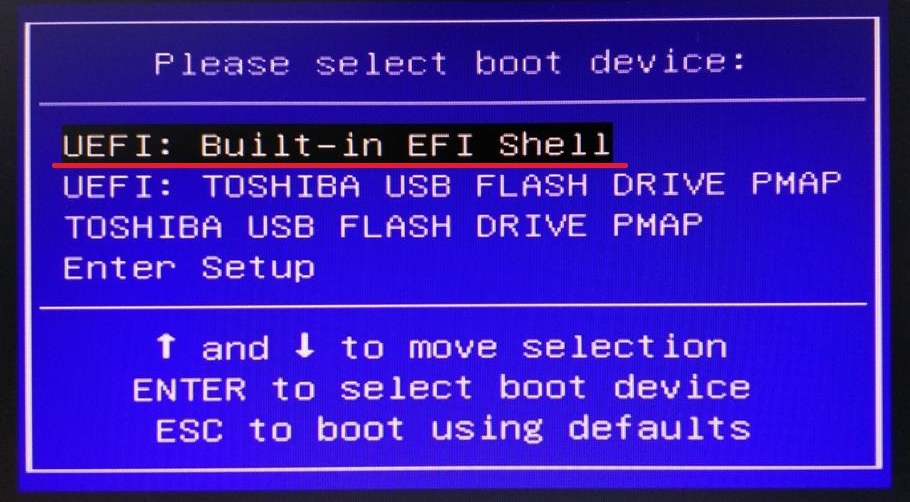 Please select boot device:
UEFI: Built-in EFI Shell
UEFI: TOSHIBA USB FLASH DRIVE PMAP
TOSHIBA USB FLASH DRIVE PMAP
Enter Setup
↑ and ↓ to move selection
ENTER to select boot device
ESC to boot using defaults